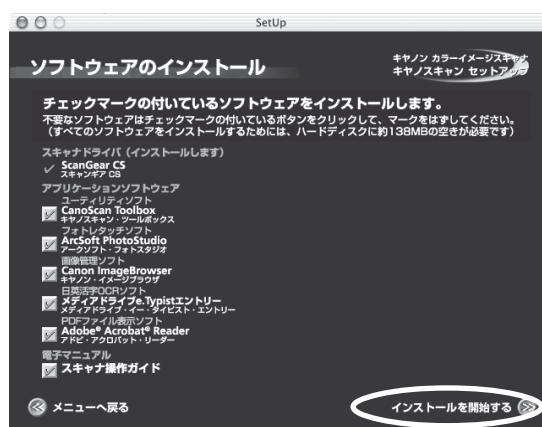 SetUp
ソフトウェアのインストール
キヤノン カラーイメージスキャナ
キヤノスキャン セットアップ
チェックマークの付いているソフトウェアをインストールします。
不要なソフトウェアはチェックマークの付いているボタンをクリックして、マークをはずしてください。
(すべてのソフトウェアをインストールするためには、ハードディスクに約138MBの空きが必要です)
スキャナドライバ(インストールします)
ScanGear CS
スキャンギア CS
アプリケーションソフトウェア
ユーティリティソフト
CanoScan Toolbox
キヤノスキャン・ツールボックス
フォトレタッチソフト
ArcSoft PhotoStudio
アークソフト・フォトスタジオ
画像管理ソフト
Canon ImageBrowser
キヤノン・イメージブラウザ
日英活字OCRソフト
メディアドライブe.Typistエントリー
メディアドライブ・イー・タイピスト・エントリー
PDFファイル表示ソフト
Adobe® Acrobat® Reader
アドビ・アクロバット・リーダー
電子マニュアル
スキャナ操作ガイド
メニューへ戻る
インストールを開始する